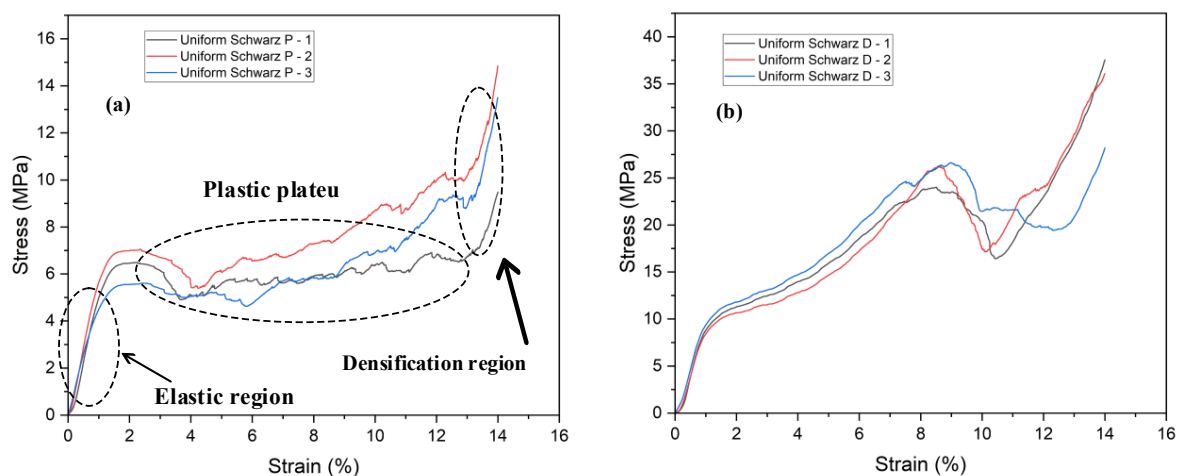 (a)
Uniform Schwarz P - 1
Uniform Schwarz P - 2
Uniform Schwarz P - 3
Plastic plateu
Densification region
Elastic region
16
14
12
10
8
6
4
2
0
Stress (MPa)
0 2 4 6 8 10 12 14 16
Strain (%)
(b)
Uniform Schwarz D - 1
Uniform Schwarz D - 2
Uniform Schwarz D - 3
40
35
30
25
20
15
10
5
0
Stress (MPa)
0 2 4 6 8 10 12 14 16
Strain (%)